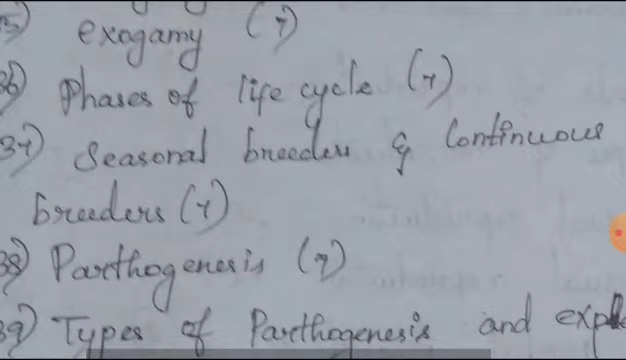 35) exogamy (7)
36) Phases of life cycle (7)
37) Seasonal breeders & Continuous
breeders (7)
38) Parthogenesis (7)
39) Types of Parthogenesis and